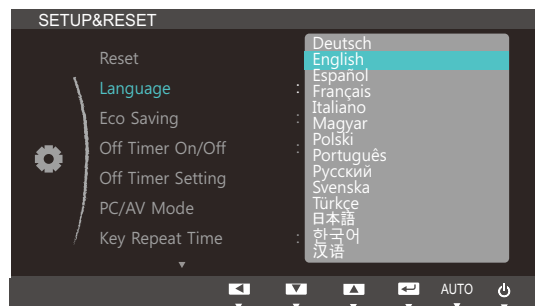 SETUP&RESET
Reset
Language :
Eco Saving :
Off Timer On/Off :
Off Timer Setting
PC/AV Mode
Key Repeat Time :
Deutsch
English
Español
Français
Italiano
Magyar
Polski
Português
Русский
Svenska
Türkçe
日本語
한국어
汉语
AUTO